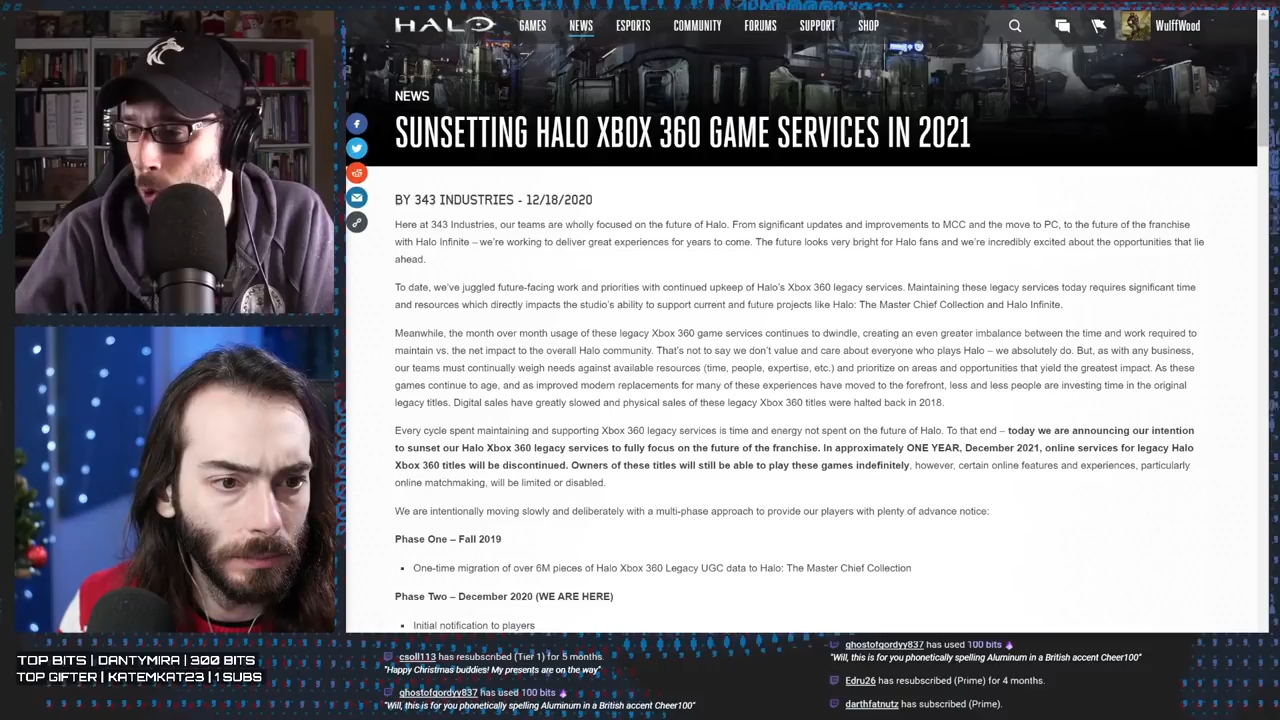 HALO GAMES NEWS ESPORTS COMMUNITY FORUMS SUPPORT SHOP WulffWood
NEWS
SUNSETTING HALO XBOX 360 GAME SERVICES IN 2021
BY 343 INDUSTRIES - 12/18/2020
Here at 343 Industries, our teams are wholly focused on the future of Halo. From significant updates and improvements to MCC and the move to PC, to the future of the franchise
with Halo Infinite – we're working to deliver great experiences for years to come. The future looks very bright for Halo fans and we're incredibly excited about the opportunities that lie
ahead.
To date, we've juggled future-facing work and priorities with continued upkeep of Halo's Xbox 360 legacy services. Maintaining these legacy services today requires significant time
and resources which directly impacts the studio's ability to support current and future projects like Halo: The Master Chief Collection and Halo Infinite.
Meanwhile, the month over month usage of these legacy Xbox 360 game services continues to dwindle, creating an even greater imbalance between the time and work required to
maintain vs. the net impact to the overall Halo community. That's not to say we don't value and care about everyone who plays Halo – we absolutely do. But, as with any business,
our teams must continually weigh needs against available resources (time, people, expertise, etc.) and prioritize on areas and opportunities that yield the greatest impact. As these
games continue to age, and as improved modern replacements for many of these experiences have moved to the forefront, less and less people are investing time in the original
legacy titles. Digital sales have greatly slowed and physical sales of these legacy Xbox 360 titles were halted back in 2018.
Every cycle spent maintaining and supporting Xbox 360 legacy services is time and energy not spent on the future of Halo. To that end – today we are announcing our intention
to sunset our Halo Xbox 360 legacy services to fully focus on the future of the franchise. In approximately ONE YEAR, December 2021, online services for legacy Halo
Xbox 360 titles will be discontinued. Owners of these titles will still be able to play these games indefinitely, however, certain online features and experiences, particularly
online matchmaking, will be limited or disabled.
We are intentionally moving slowly and deliberately with a multi-phase approach to provide our players with plenty of advance notice:
Phase One – Fall 2019
▪ One-time migration of over 6M pieces of Halo Xbox 360 Legacy UGC data to Halo: The Master Chief Collection
Phase Two – December 2020 (WE ARE HERE)
▪ Initial notification to players
TOP BITS | DANTYMIRA | 300 BITS
TOP GIFTER | KATEMKAT23 | 1 SUBS
csoll113 has resubscribed (Tier 1) for 5 months.
"Happy Christmas buddies! My presents are on the way"
ghostofgordyy837 has used 100 bits
"Will, this is for you phonetically spelling Aluminum in a British accent Cheer100"
ghostofgordyy837 has used 100 bits
"Will, this is for you phonetically spelling Aluminum in a British accent Cheer100"
Edru26 has resubscribed (Prime) for 4 months.
darthfatnutz has subscribed (Prime).